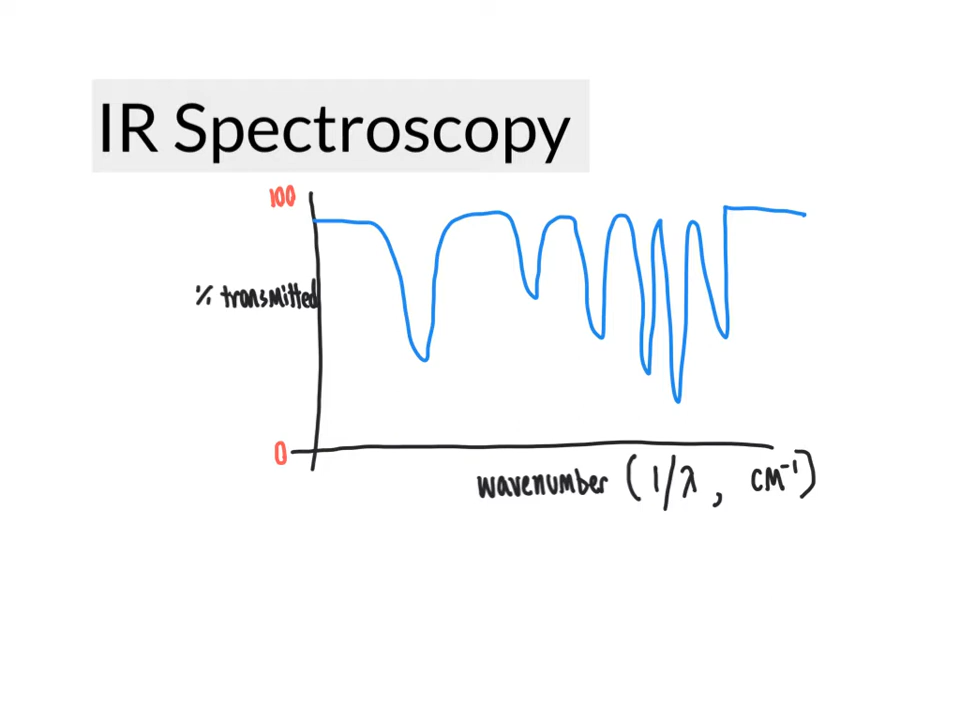 IR Spectroscopy
100
% transmitted
0
wavenumber (1/λ, cm⁻¹)